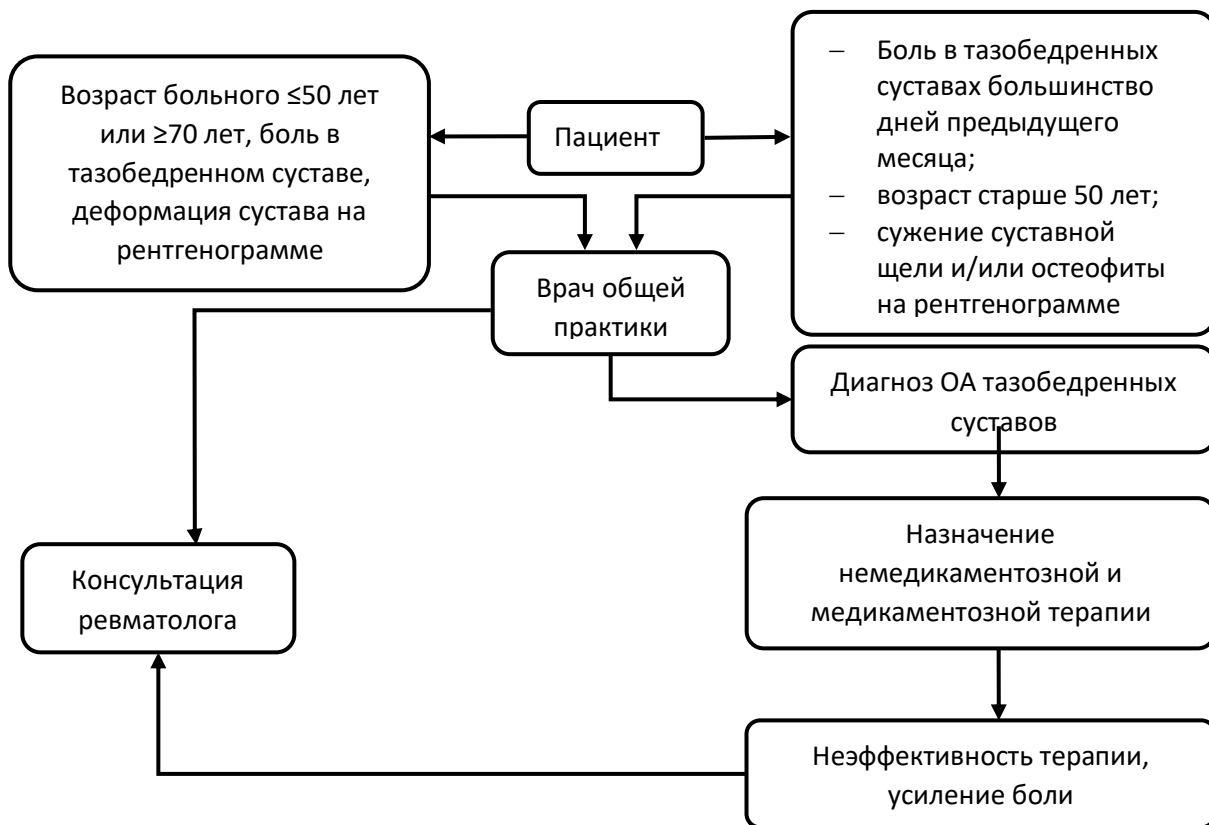 Возраст больного ≤50 лет
или ≥70 лет, боль в
тазобедренном суставе,
деформация сустава на
рентгенограмме
Пациент
– Боль в тазобедренных
суставах большинство
дней предыдущего
месяца;
– возраст старше 50 лет;
– сужение суставной
щели и/или остеофиты
на рентгенограмме
Врач общей
практики
Диагноз ОА тазобедренных
суставов
Назначение
немедикаментозной и
медикаментозной терапии
Консультация
ревматолога
Неэффективность терапии,
усиление боли